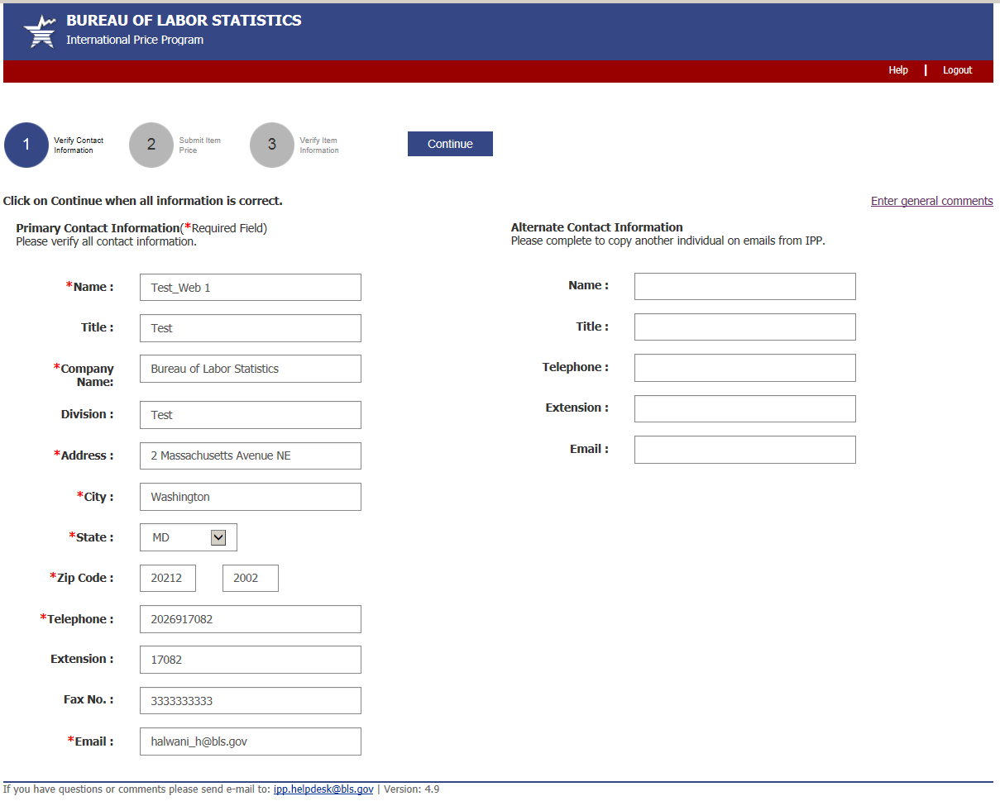 BUREAU OF LABOR STATISTICS
International Price Program
Help | Logout
1 Verify Contact
Information
2 Submit Item
Price
3 Verify Item
Information
Continue
Click on Continue when all information is correct.
Enter general comments
Primary Contact Information(*Required Field)
Please verify all contact information.
*Name : Test_Web 1
Title : Test
*Company
Name: Bureau of Labor Statistics
Division : Test
*Address : 2 Massachusetts Avenue NE
*City : Washington
*State : MD
*Zip Code : 20212 2002
*Telephone : 2026917082
Extension : 17082
Fax No. : 3333333333
*Email : halwani_h@bls.gov
Alternate Contact Information
Please complete to copy another individual on emails from IPP.
Name :
Title :
Telephone :
Extension :
Email :
If you have questions or comments please send e-mail to: ipp.helpdesk@bls.gov | Version: 4.9